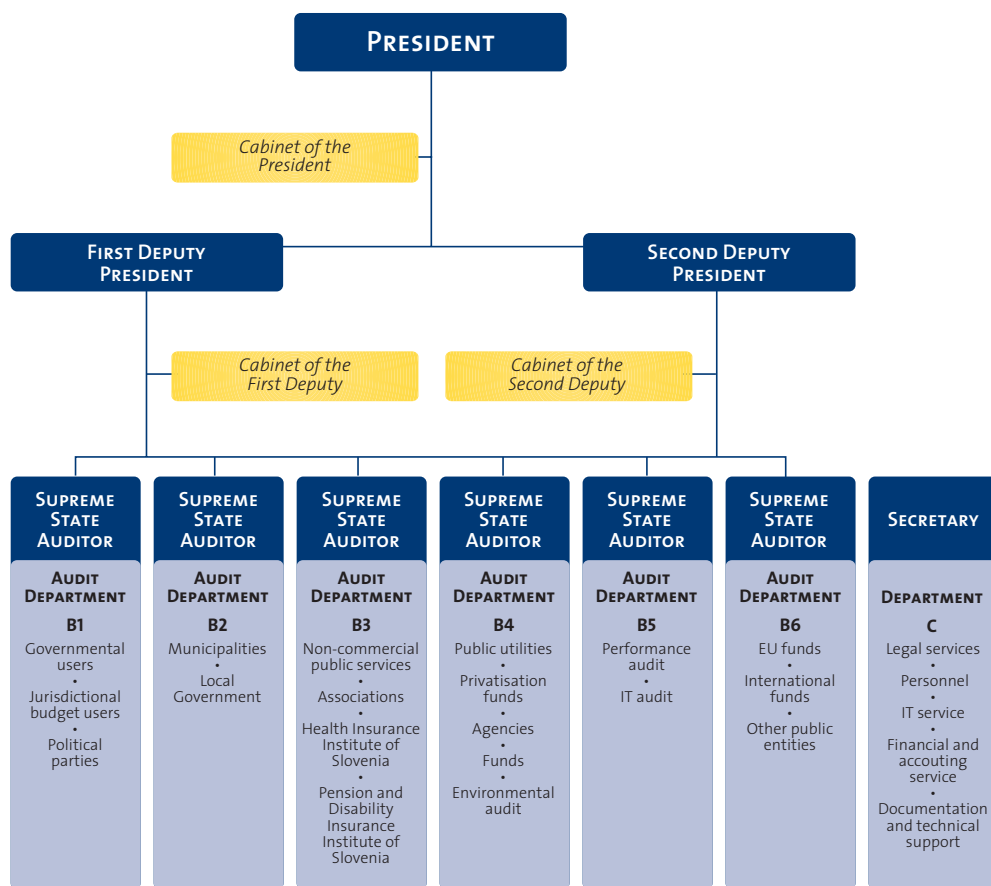 PRESIDENT
Cabinet of the
President
FIRST DEPUTY
PRESIDENT
SECOND DEPUTY
PRESIDENT
Cabinet of the
First Deputy
Cabinet of the
Second Deputy
SUPREME
STATE
AUDITOR
AUDIT
DEPARTMENT
B1
Governmental
users
•
Jurisdictional
budget users
•
Political
parties
SUPREME
STATE
AUDITOR
AUDIT
DEPARTMENT
B2
Municipalities
•
Local
Government
SUPREME
STATE
AUDITOR
AUDIT
DEPARTMENT
B3
Non-commercial
public services
•
Associations
•
Health Insurance
Institute of
Slovenia
•
Pension and
Disability
Insurance
Institute of
Slovenia
SUPREME
STATE
AUDITOR
AUDIT
DEPARTMENT
B4
Public utilities
•
Privatisation
funds
•
Agencies
•
Funds
•
Environmental
audit
SUPREME
STATE
AUDITOR
AUDIT
DEPARTMENT
B5
Performance
audit
•
IT audit
SUPREME
STATE
AUDITOR
AUDIT
DEPARTMENT
B6
EU funds
•
International
funds
•
Other public
entities
SECRETARY
DEPARTMENT
C
Legal services
•
Personnel
•
IT service
•
Financial and
accouting
service
•
Documentation
and technical
support